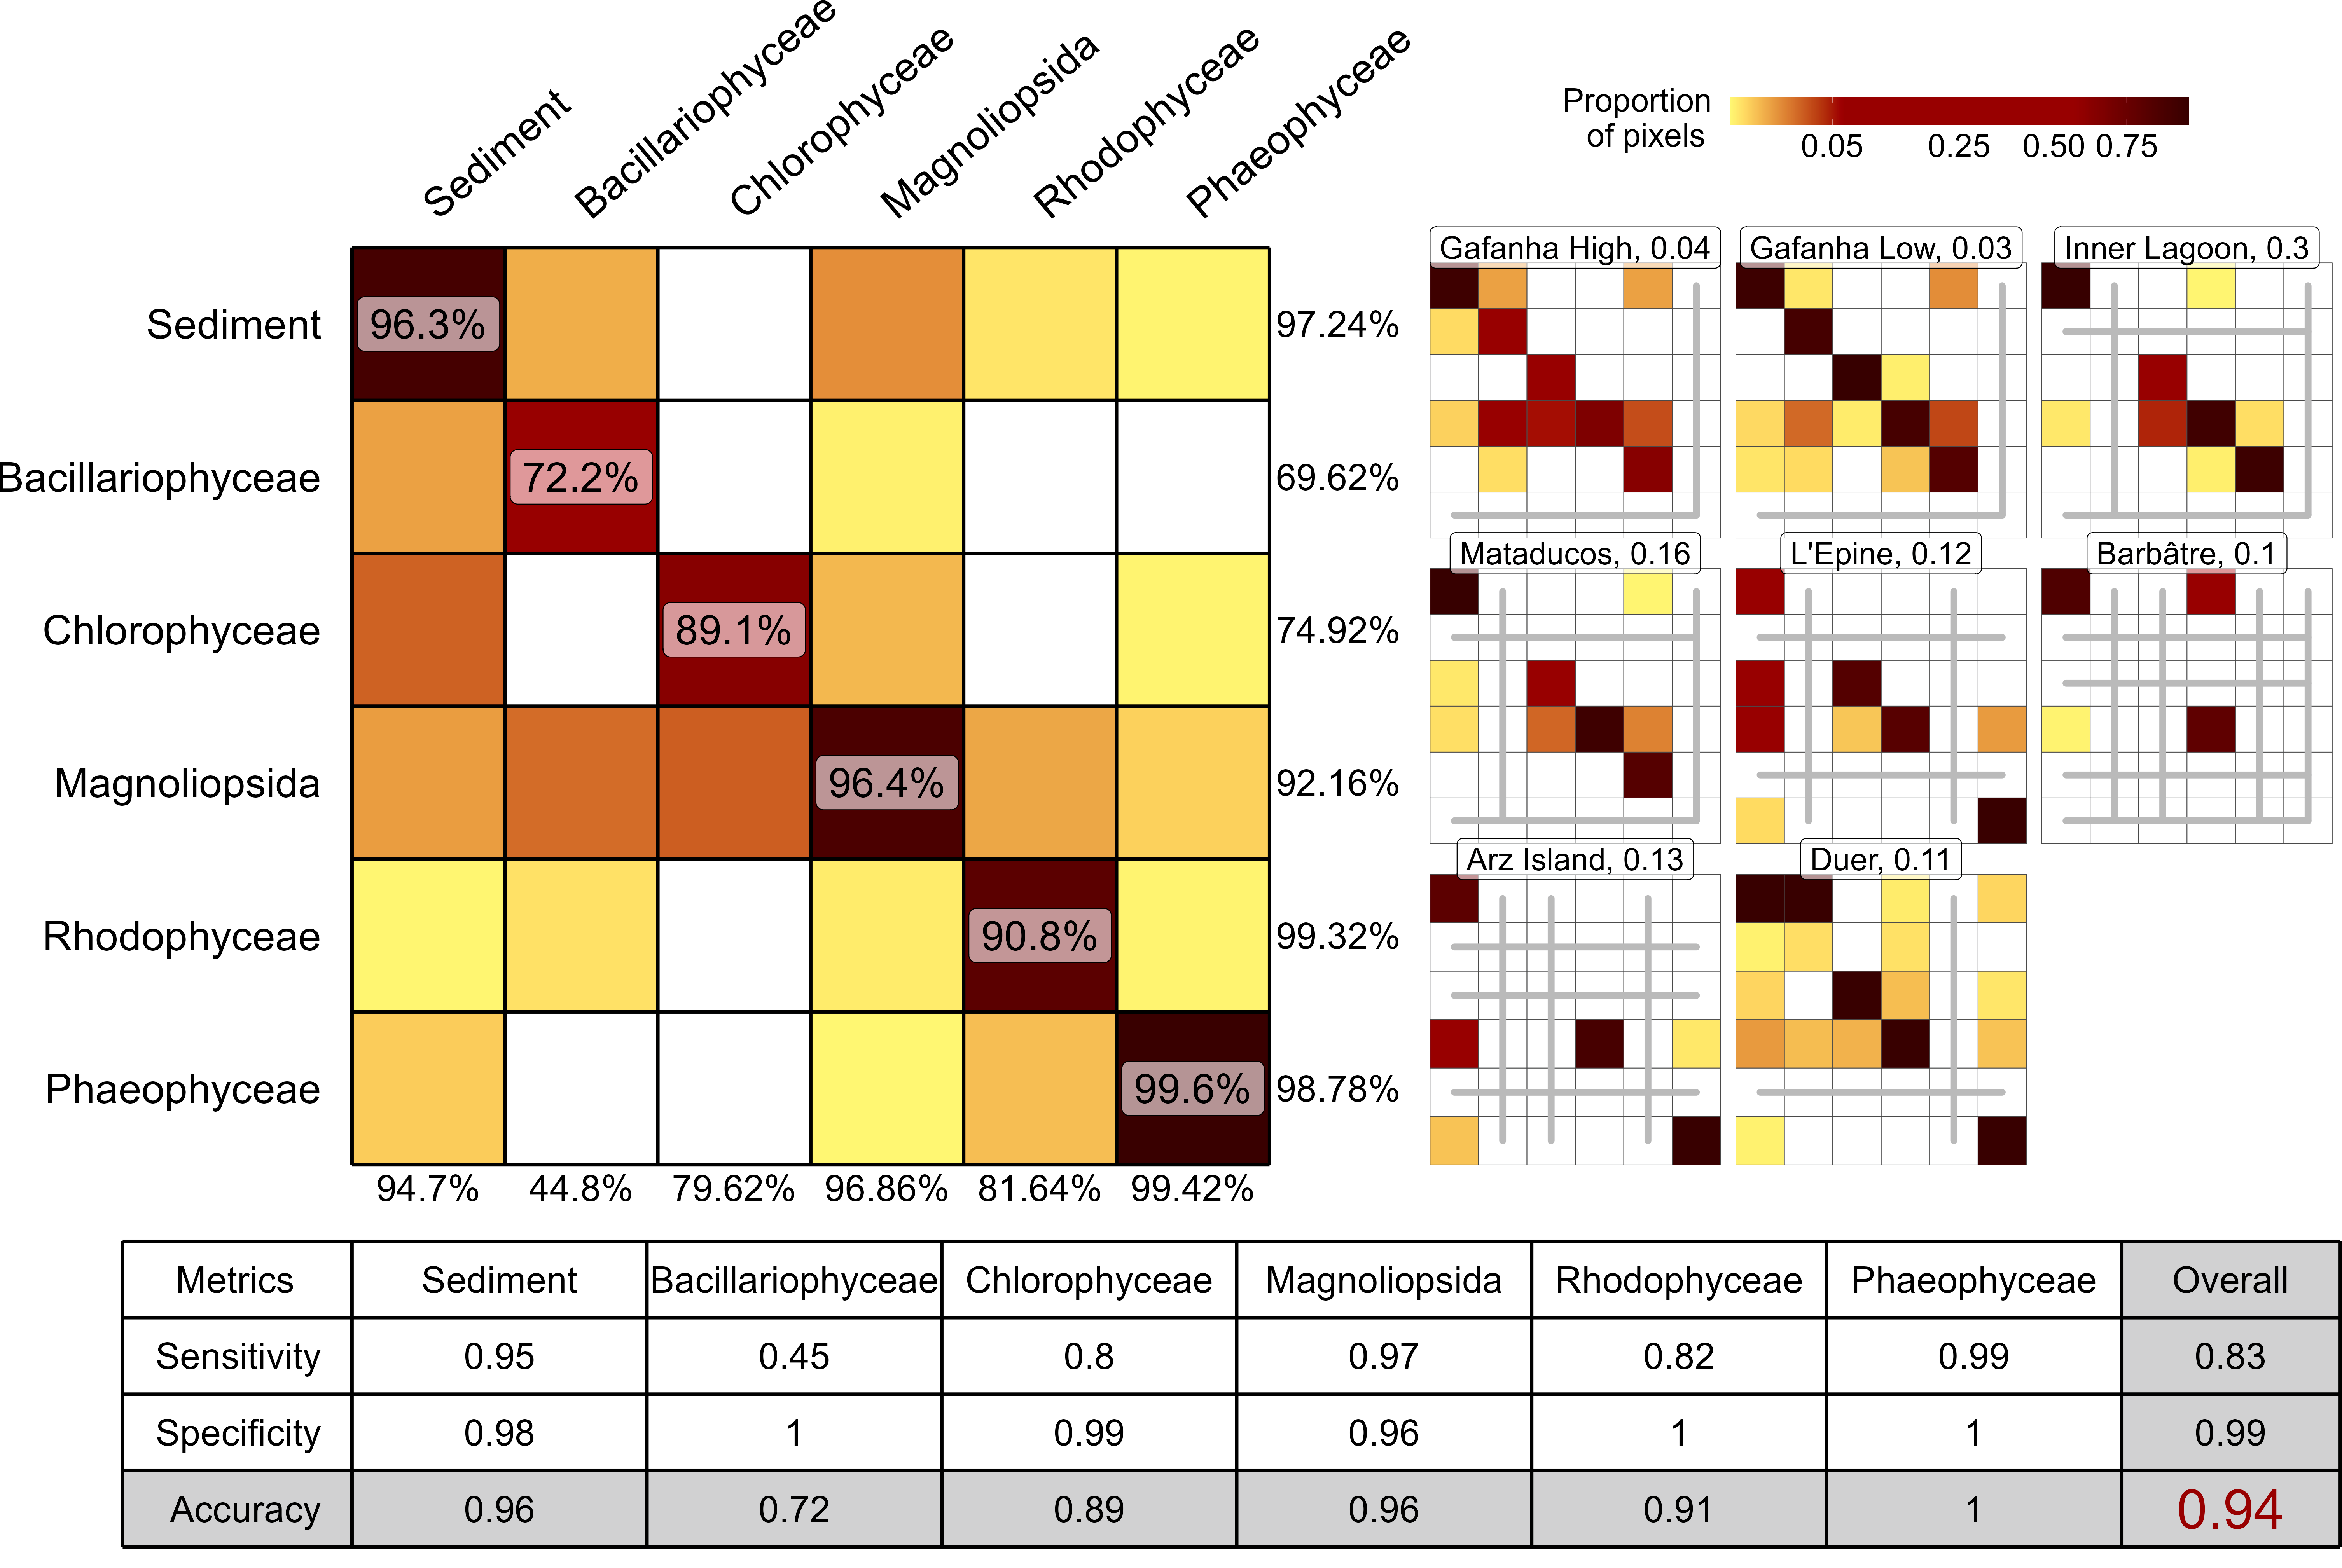 Sediment
Bacillariophyceae
Chlorophyceae
Magnoliopsida
Rhodophyceae
Phaeophyceae
Proportion
of pixels
0.05 0.25 0.50 0.75
Sediment 96.3% 97.24%
Bacillariophyceae 72.2% 69.62%
Chlorophyceae 89.1% 74.92%
Magnoliopsida 96.4% 92.16%
Rhodophyceae 90.8% 99.32%
Phaeophyceae 99.6% 98.78%
94.7% 44.8% 79.62% 96.86% 81.64% 99.42%
Gafanha High, 0.04 Gafanha Low, 0.03 Inner Lagoon, 0.3
Mataducos, 0.16 L'Epine, 0.12 Barbâtre, 0.1
Arz Island, 0.13 Duer, 0.11
Metrics Sediment Bacillariophyceae Chlorophyceae Magnoliopsida Rhodophyceae Phaeophyceae Overall
Sensitivity 0.95 0.45 0.8 0.97 0.82 0.99 0.83
Specificity 0.98 1 0.99 0.96 1 1 0.99
Accuracy 0.96 0.72 0.89 0.96 0.91 1 0.94